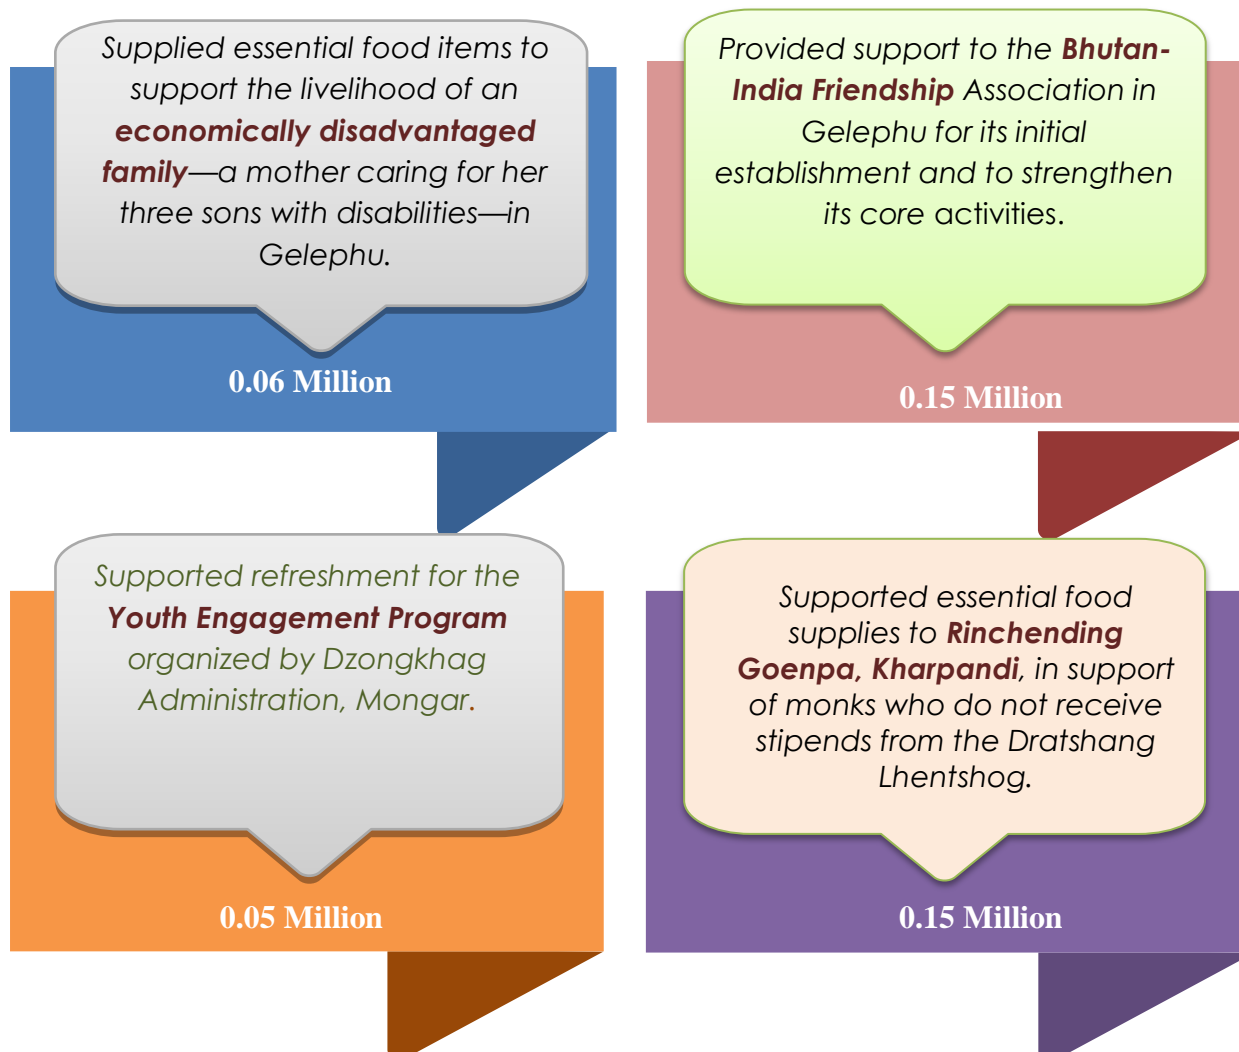 Supplied essential food items to
support the livelihood of an
economically disadvantaged
family—a mother caring for her
three sons with disabilities—in
Gelephu.
0.06 Million
Provided support to the Bhutan-
India Friendship Association in
Gelephu for its initial
establishment and to strengthen
its core activities.
0.15 Million
Supported refreshment for the
Youth Engagement Program
organized by Dzongkhag
Administration, Mongar.
0.05 Million
Supported essential food
supplies to Rinchending
Goenpa, Kharpandi, in support
of monks who do not receive
stipends from the Dratshang
Lhentshog.
0.15 Million